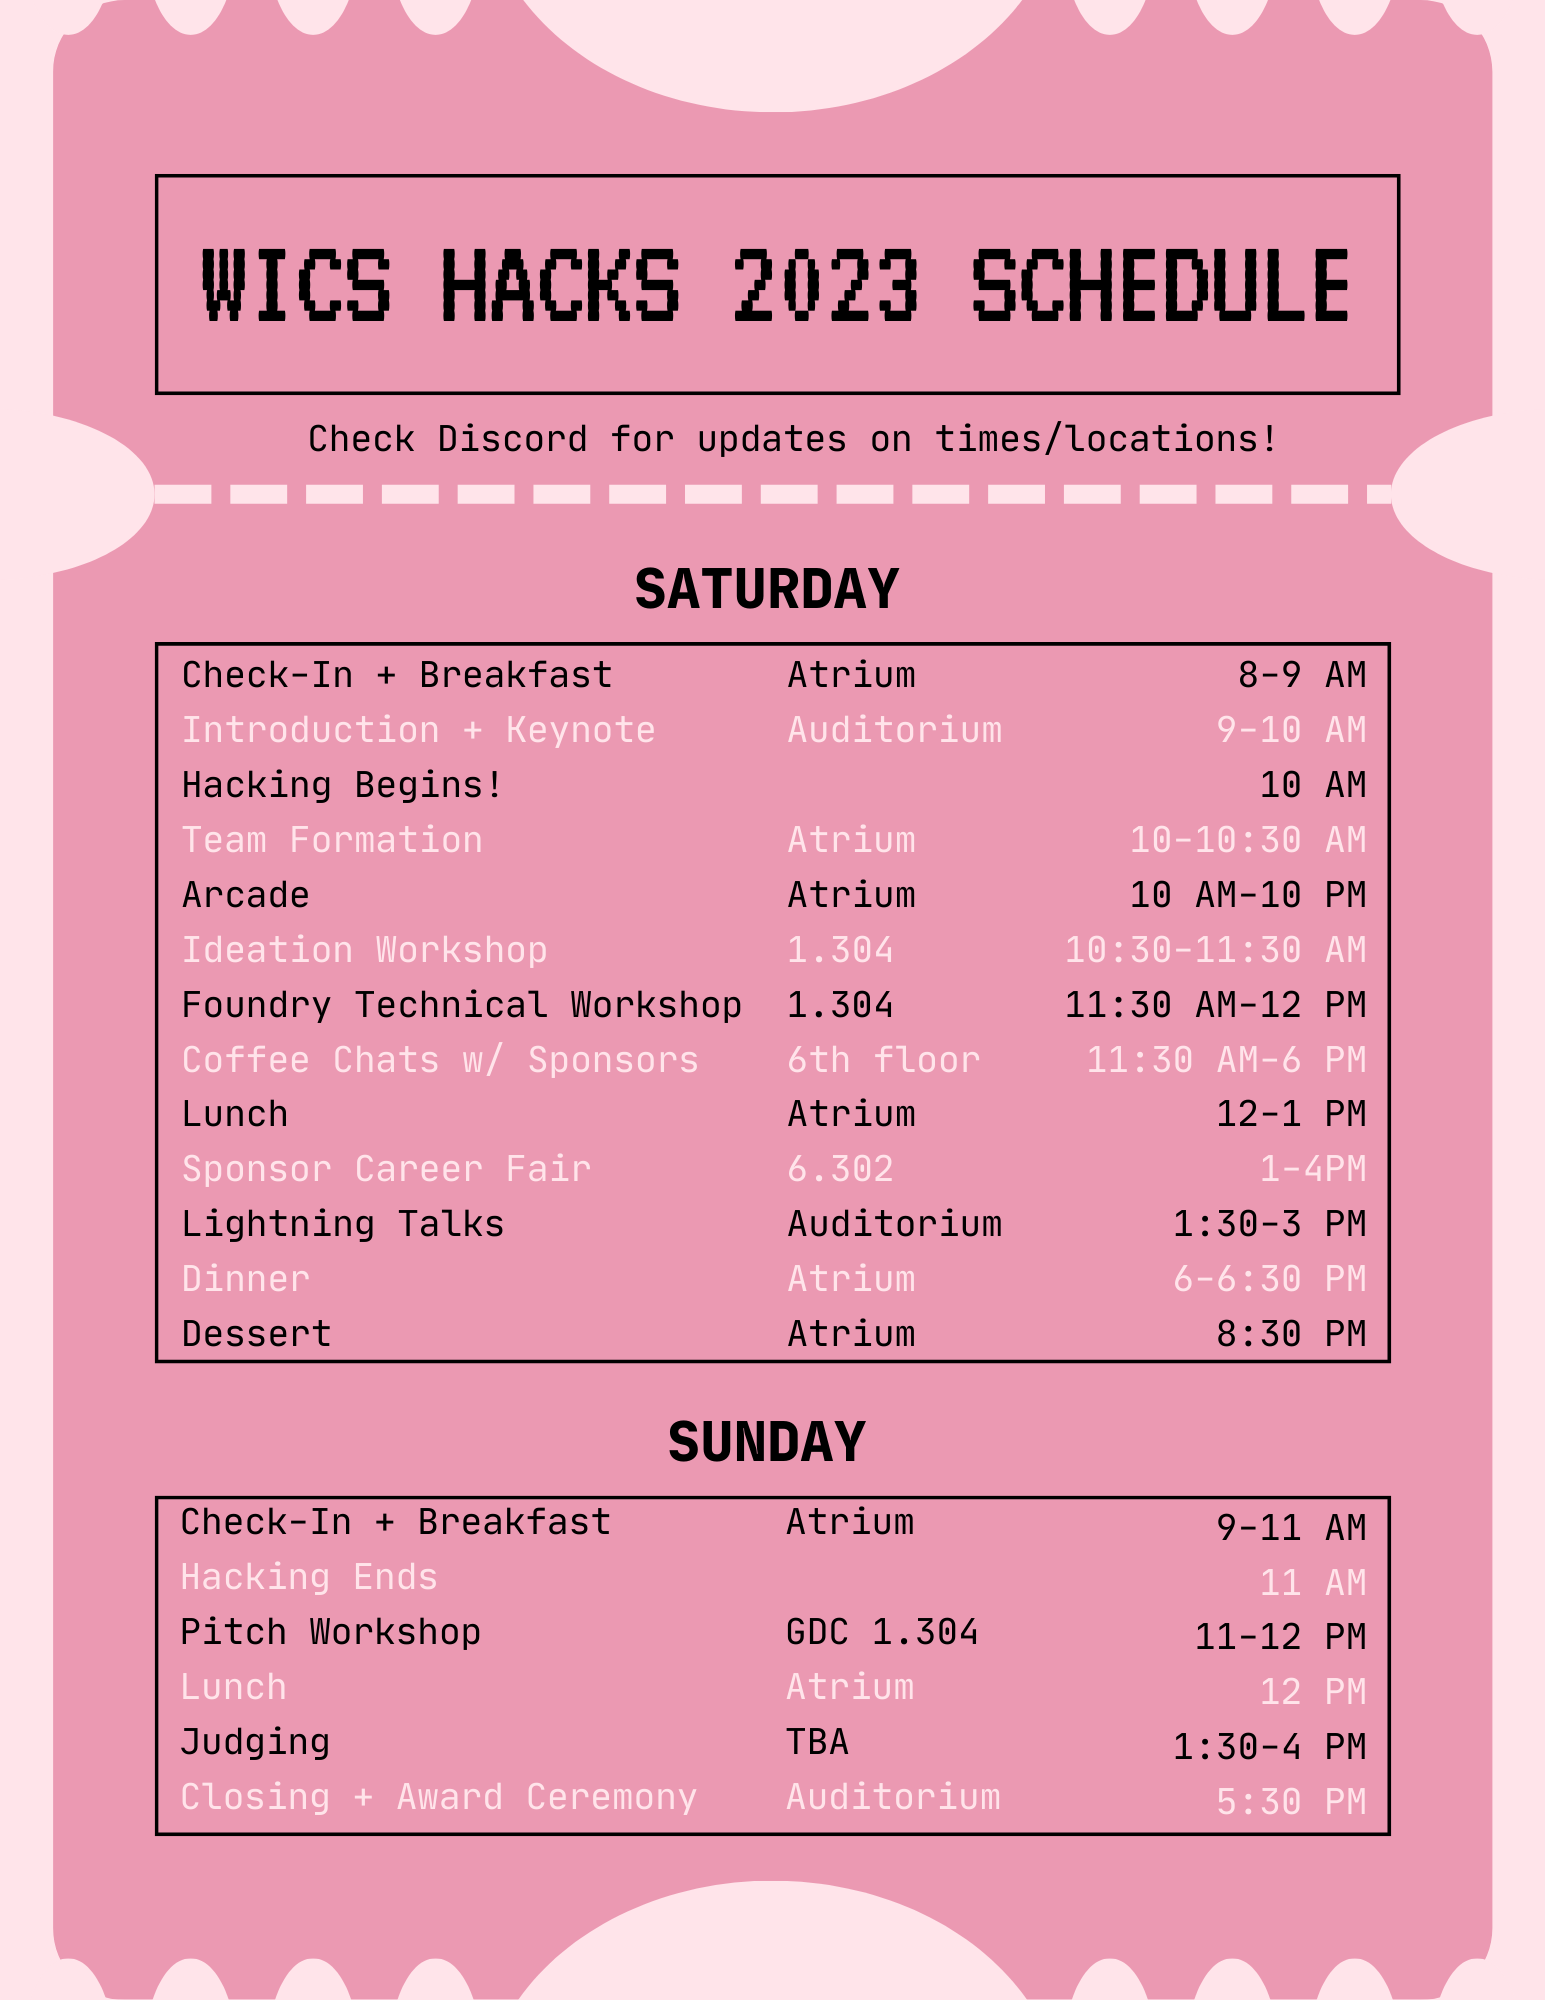 WICS HACKS 2023 SCHEDULE
Check Discord for updates on times/locations!
SATURDAY
Check-In + Breakfast Atrium 8-9 AM
Introduction + Keynote Auditorium 9-10 AM
Hacking Begins! 10 AM
Team Formation Atrium 10-10:30 AM
Arcade Atrium 10 AM-10 PM
Ideation Workshop 1.304 10:30-11:30 AM
Foundry Technical Workshop 1.304 11:30 AM-12 PM
Coffee Chats w/ Sponsors 6th floor 11:30 AM-6 PM
Lunch Atrium 12-1 PM
Sponsor Career Fair 6.302 1-4PM
Lightning Talks Auditorium 1:30-3 PM
Dinner Atrium 6-6:30 PM
Dessert Atrium 8:30 PM
SUNDAY
Check-In + Breakfast Atrium 9-11 AM
Hacking Ends 11 AM
Pitch Workshop GDC 1.304 11-12 PM
Lunch Atrium 12 PM
Judging TBA 1:30-4 PM
Closing + Award Ceremony Auditorium 5:30 PM